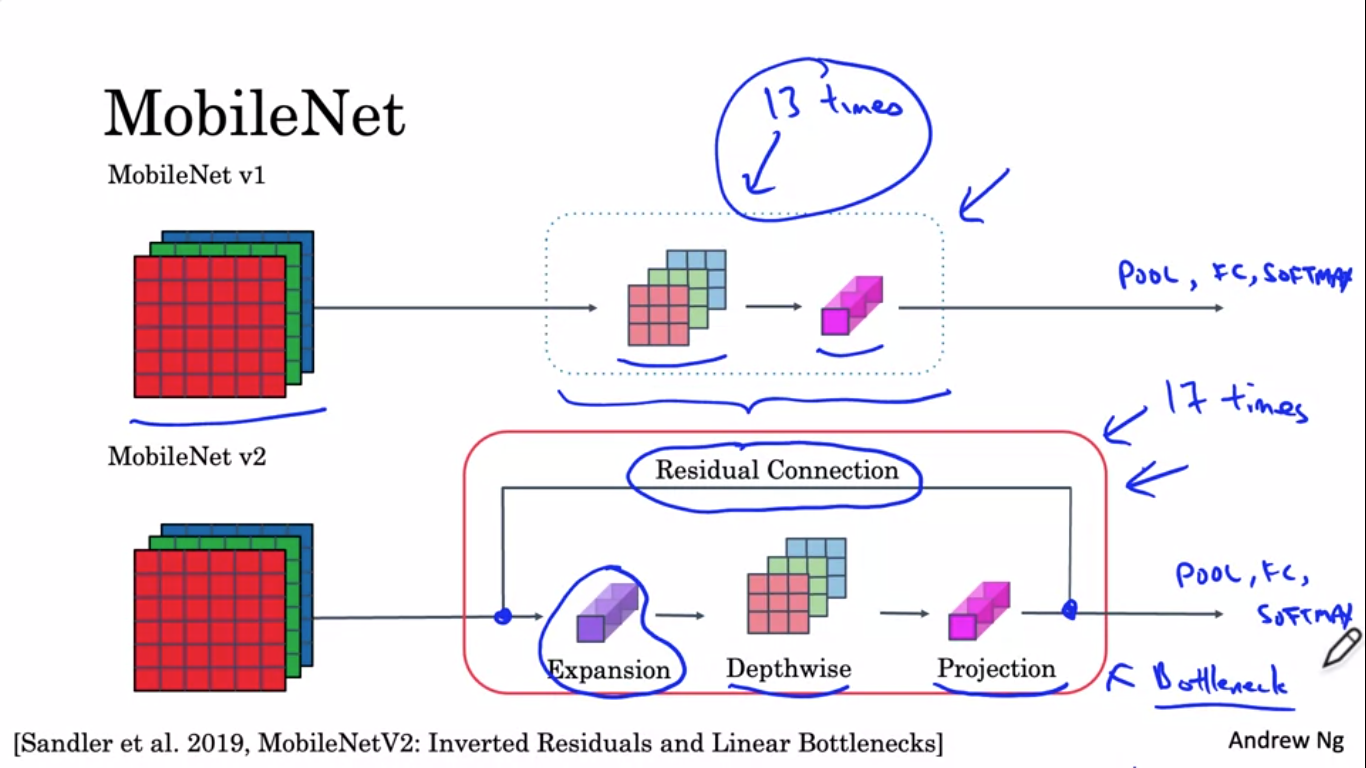 MobileNet
13 times
MobileNet v1
POOL, FC, SOFTMAX
17 times
MobileNet v2
Residual Connection
POOL, FC,
SOFTMAX
Expansion Depthwise Projection
Bottleneck
[Sandler et al. 2019, MobileNetV2: Inverted Residuals and Linear Bottlenecks]
Andrew Ng